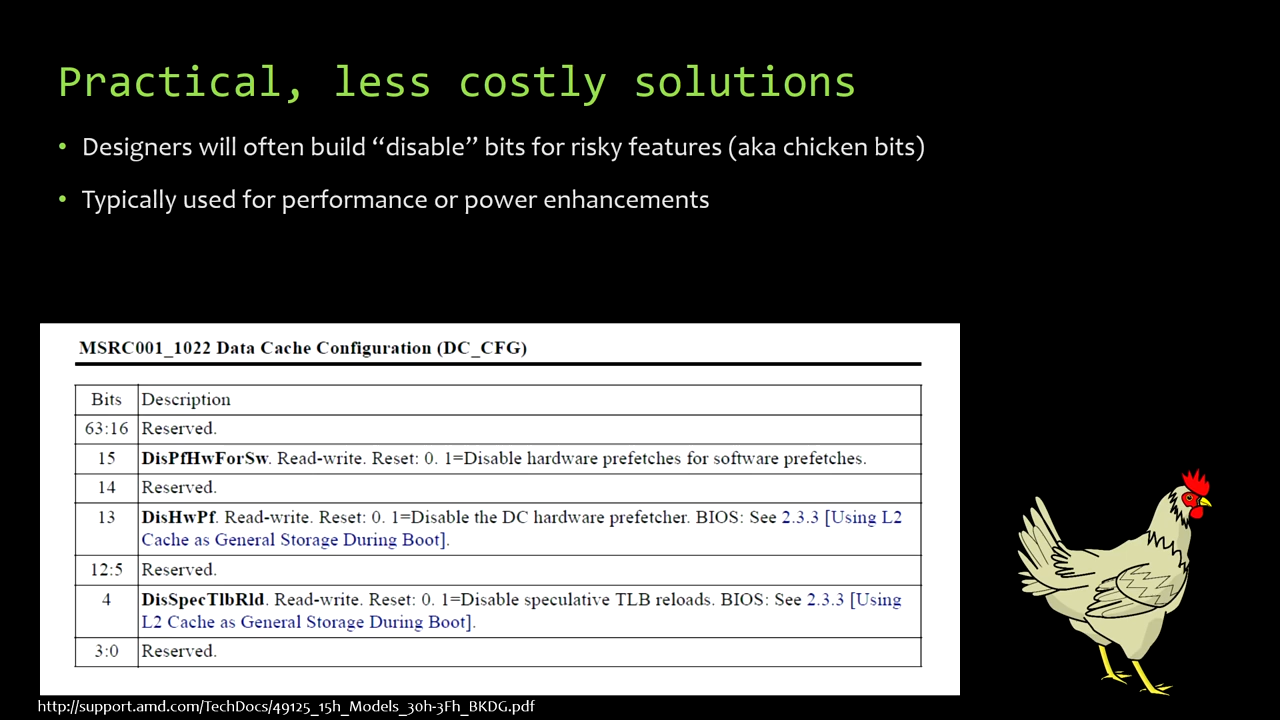 Practical, less costly solutions
• Designers will often build “disable” bits for risky features (aka chicken bits)
• Typically used for performance or power enhancements
MSRC001_1022 Data Cache Configuration (DC_CFG)
Bits Description
63:16 Reserved.
15 DisPfHwForSw. Read-write. Reset: 0. 1=Disable hardware prefetches for software prefetches.
14 Reserved.
13 DisHwPf. Read-write. Reset: 0. 1=Disable the DC hardware prefetcher. BIOS: See 2.3.3 [Using L2
Cache as General Storage During Boot].
12:5 Reserved.
4 DisSpecTlbRld. Read-write. Reset: 0. 1=Disable speculative TLB reloads. BIOS: See 2.3.3 [Using
L2 Cache as General Storage During Boot].
3:0 Reserved.
http://support.amd.com/TechDocs/49125_15h_Models_30h-3Fh_BKDG.pdf